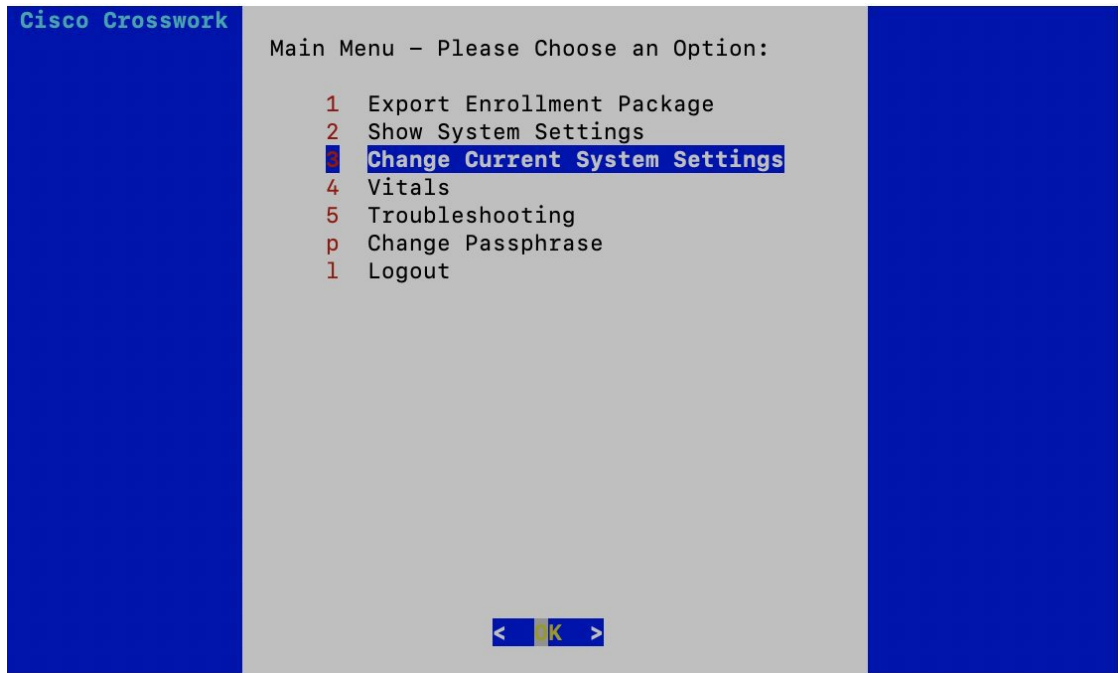 Cisco Crosswork
Main Menu – Please Choose an Option:
1 Export Enrollment Package
2 Show System Settings
3 Change Current System Settings
4 Vitals
5 Troubleshooting
p Change Passphrase
l Logout
< OK >